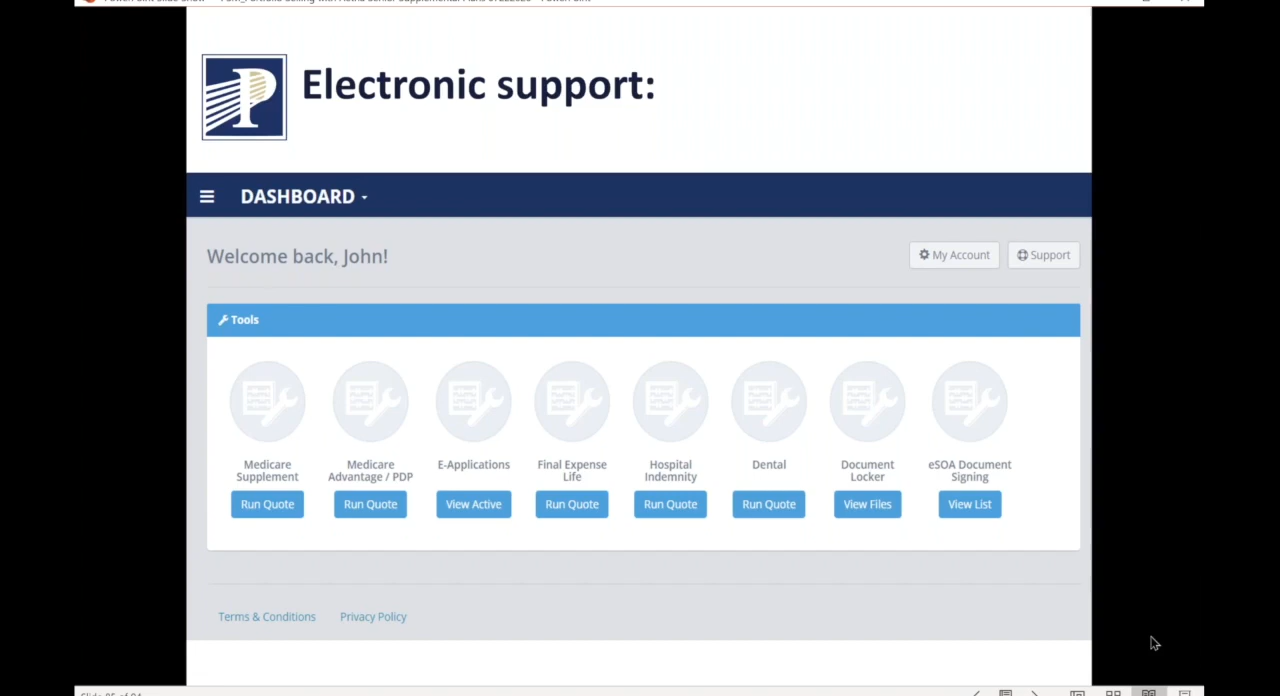 P
Electronic support:
DASHBOARD
Welcome back, John!
My Account
Support
Tools
Medicare
Supplement
Run Quote
Medicare
Advantage / PDP
Run Quote
E-Applications
View Active
Final Expense
Life
Run Quote
Hospital
Indemnity
Run Quote
Dental
Run Quote
Document
Locker
View Files
eSOA Document
Signing
View List
Terms & Conditions
Privacy Policy